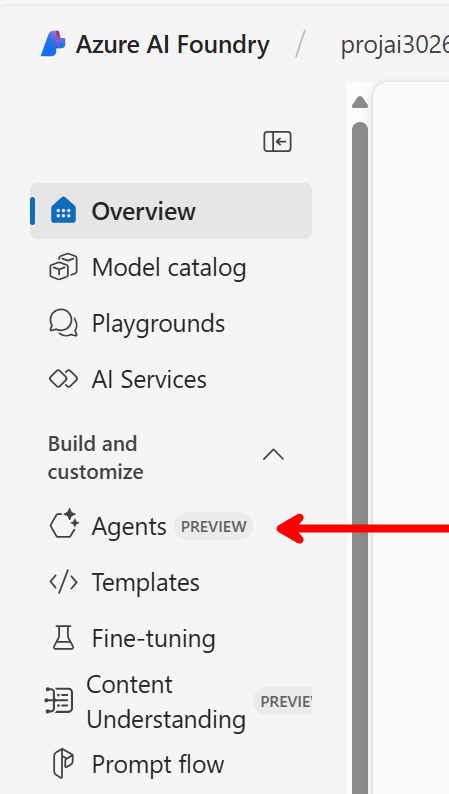 Azure AI Foundry / projai3026
Overview
Model catalog
Playgrounds
AI Services
Build and
customize
Agents PREVIEW
Templates
Fine-tuning
Content
Understanding PREVIEW
Prompt flow